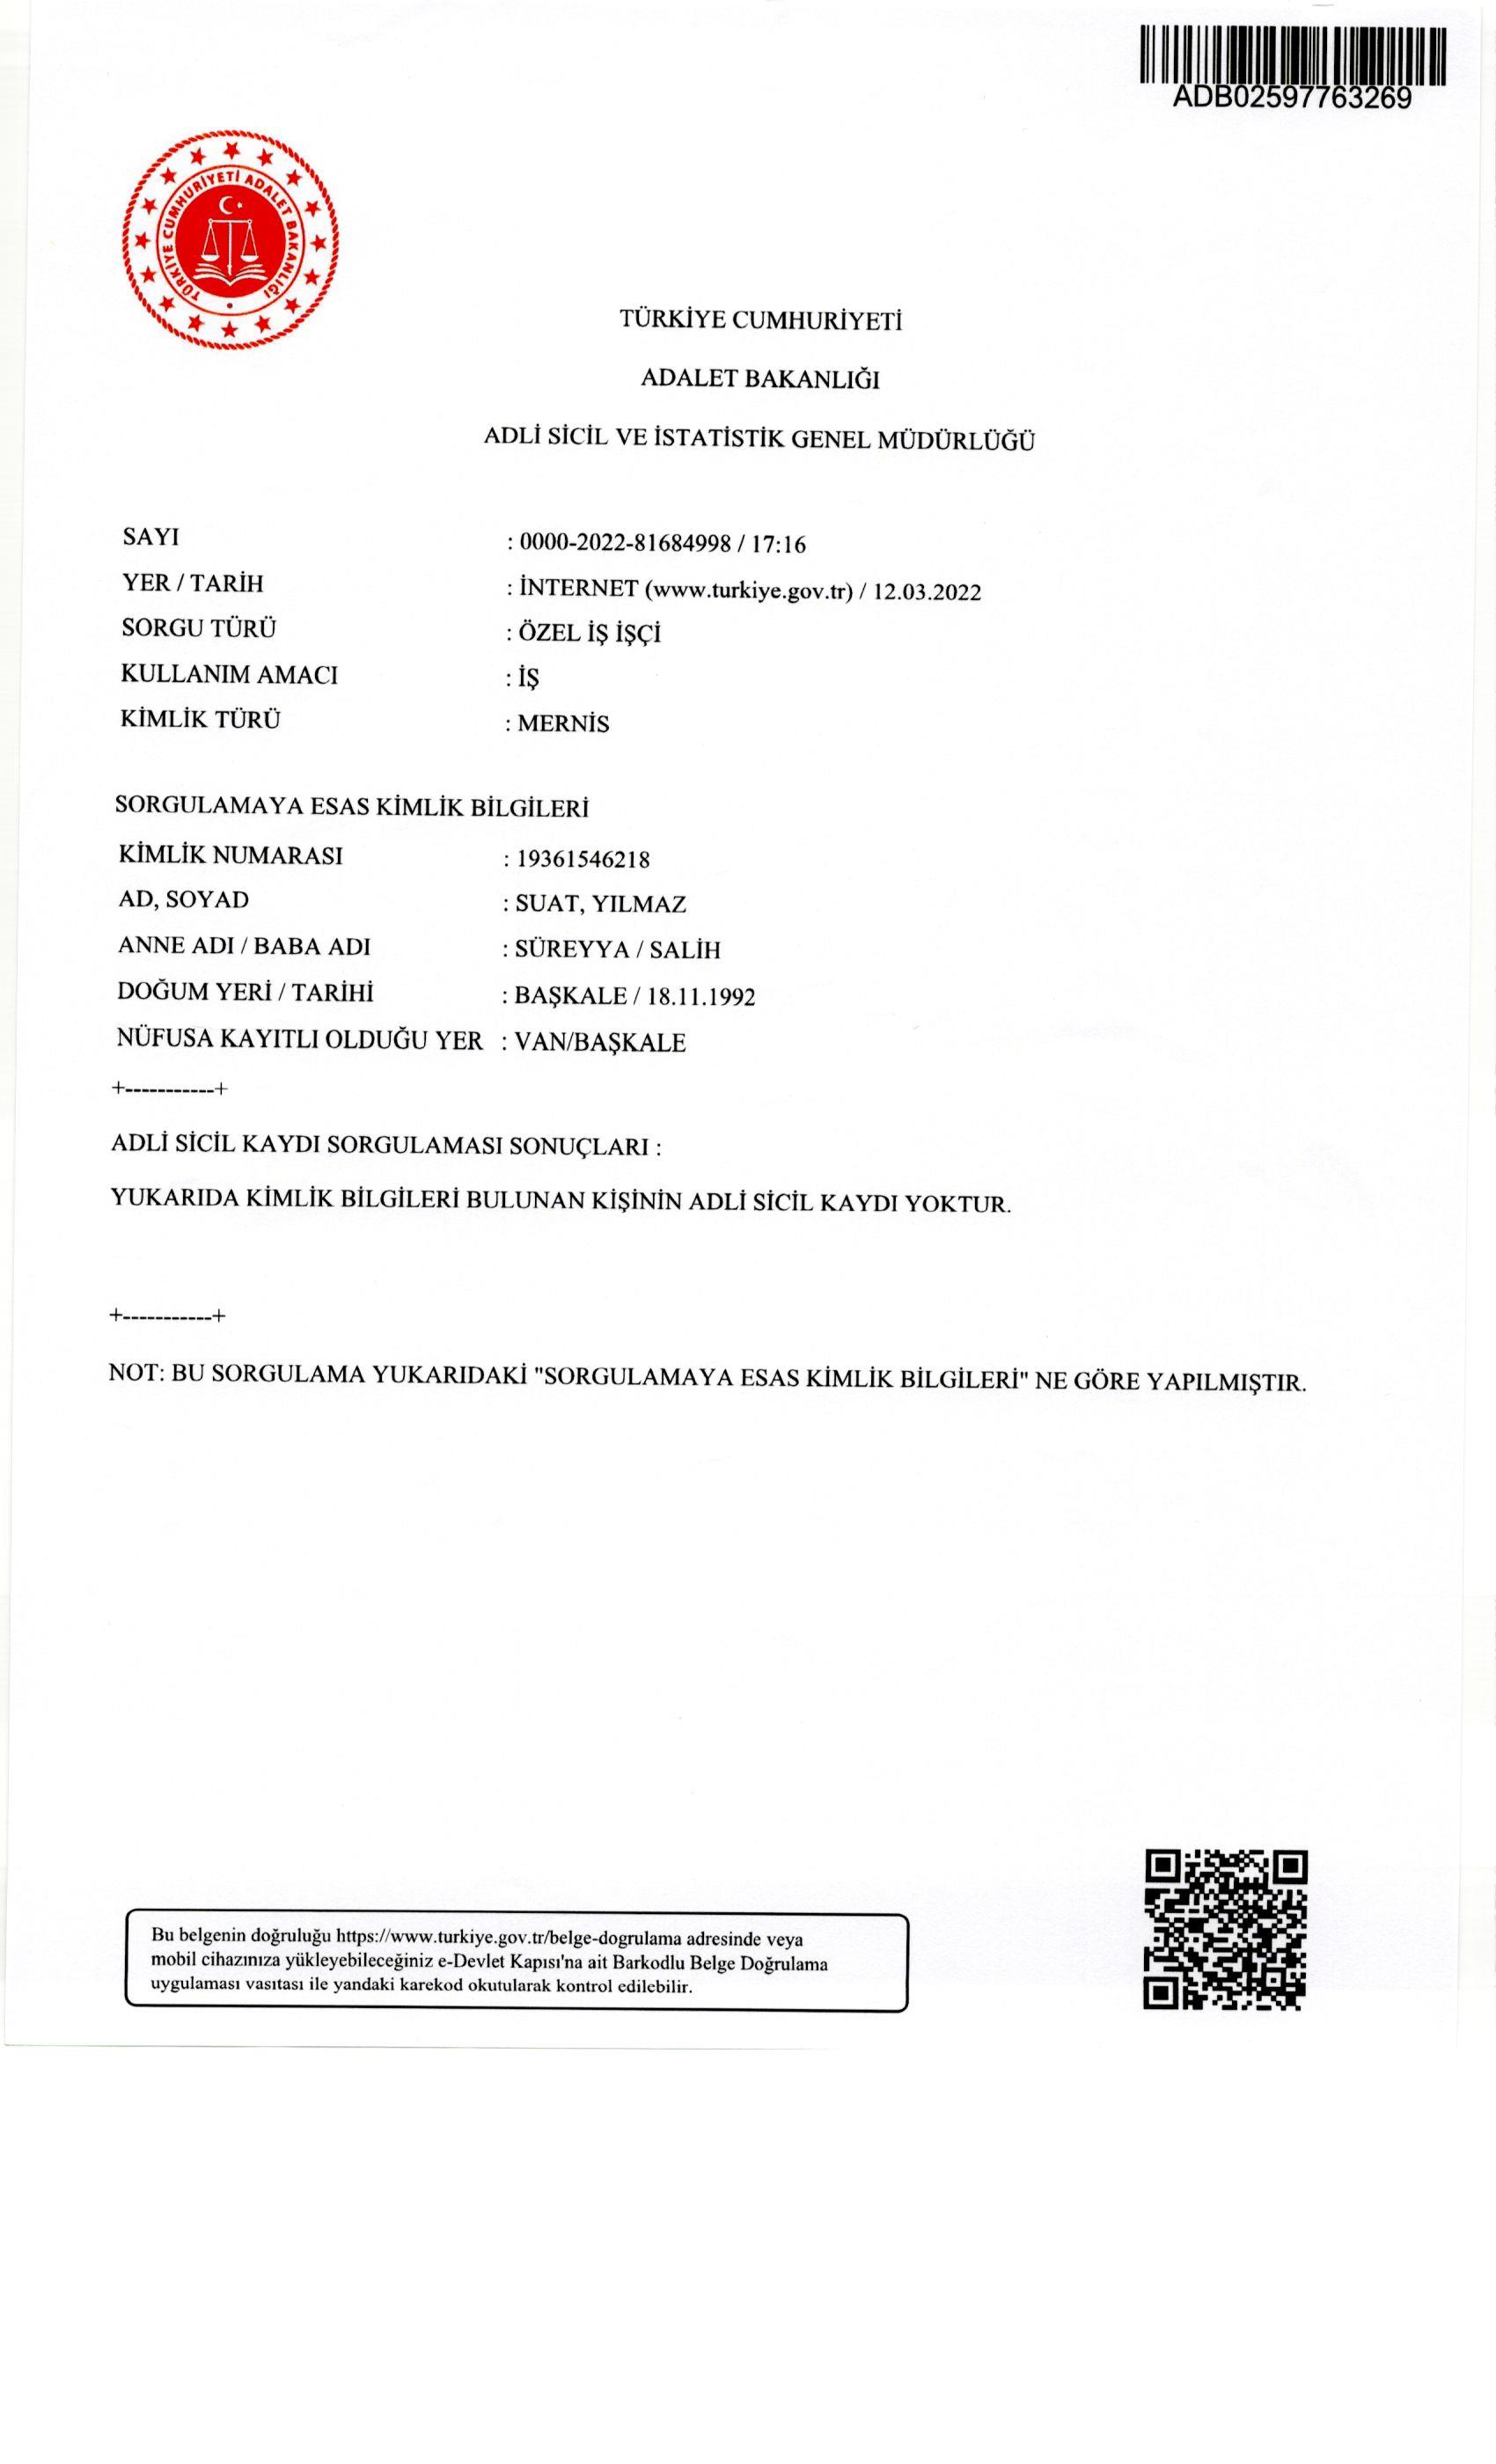 ADB02597763269
TÜRKİYE CUMHURİYETİ ADALET BAKANLIĞI
TÜRKİYE CUMHURİYETİ
ADALET BAKANLIĞI
ADLİ SİCİL VE İSTATİSTİK GENEL MÜDÜRLÜĞÜ
SAYI : 0000-2022-81684998 / 17:16
YER / TARİH : İNTERNET (www.turkiye.gov.tr) / 12.03.2022
SORGU TÜRÜ : ÖZEL İŞ İŞÇİ
KULLANIM AMACI : İŞ
KİMLİK TÜRÜ : MERNİS
SORGULAMAYA ESAS KİMLİK BİLGİLERİ
KİMLİK NUMARASI : 19361546218
AD, SOYAD : SUAT, YILMAZ
ANNE ADI / BABA ADI : SÜREYYA / SALİH
DOĞUM YERİ / TARİHİ : BAŞKALE / 18.11.1992
NÜFUSA KAYITLI OLDUĞU YER : VAN/BAŞKALE
+-----------+
ADLİ SİCİL KAYDI SORGULAMASI SONUÇLARI :
YUKARIDA KİMLİK BİLGİLERİ BULUNAN KİŞİNİN ADLİ SİCİL KAYDI YOKTUR.
+-----------+
NOT: BU SORGULAMA YUKARIDAKİ "SORGULAMAYA ESAS KİMLİK BİLGİLERİ" NE GÖRE YAPILMIŞTIR.
Bu belgenin doğruluğu https://www.turkiye.gov.tr/belge-dogrulama adresinde veya
mobil cihazınıza yükleyebileceğiniz e-Devlet Kapısı'na ait Barkodlu Belge Doğrulama
uygulaması vasıtası ile yandaki karekod okutularak kontrol edilebilir.